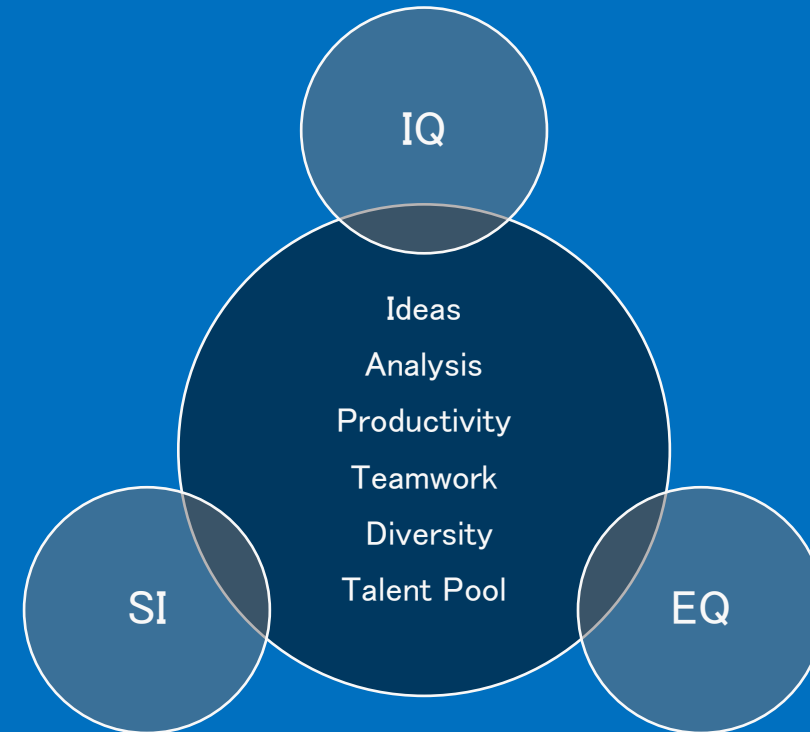 IQ
Ideas
Analysis
Productivity
Teamwork
Diversity
Talent Pool
SI
EQ